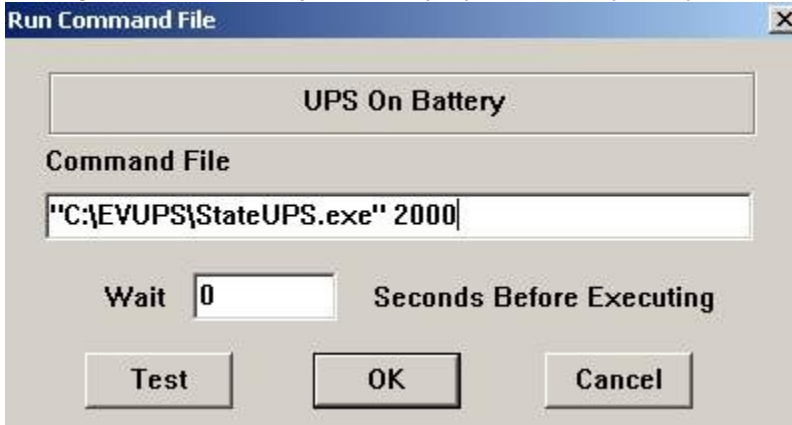 Run Command File
UPS On Battery
Command File
"C:\EVUPS\StateUPS.exe" 2000
Wait 0 Seconds Before Executing
Test OK Cancel